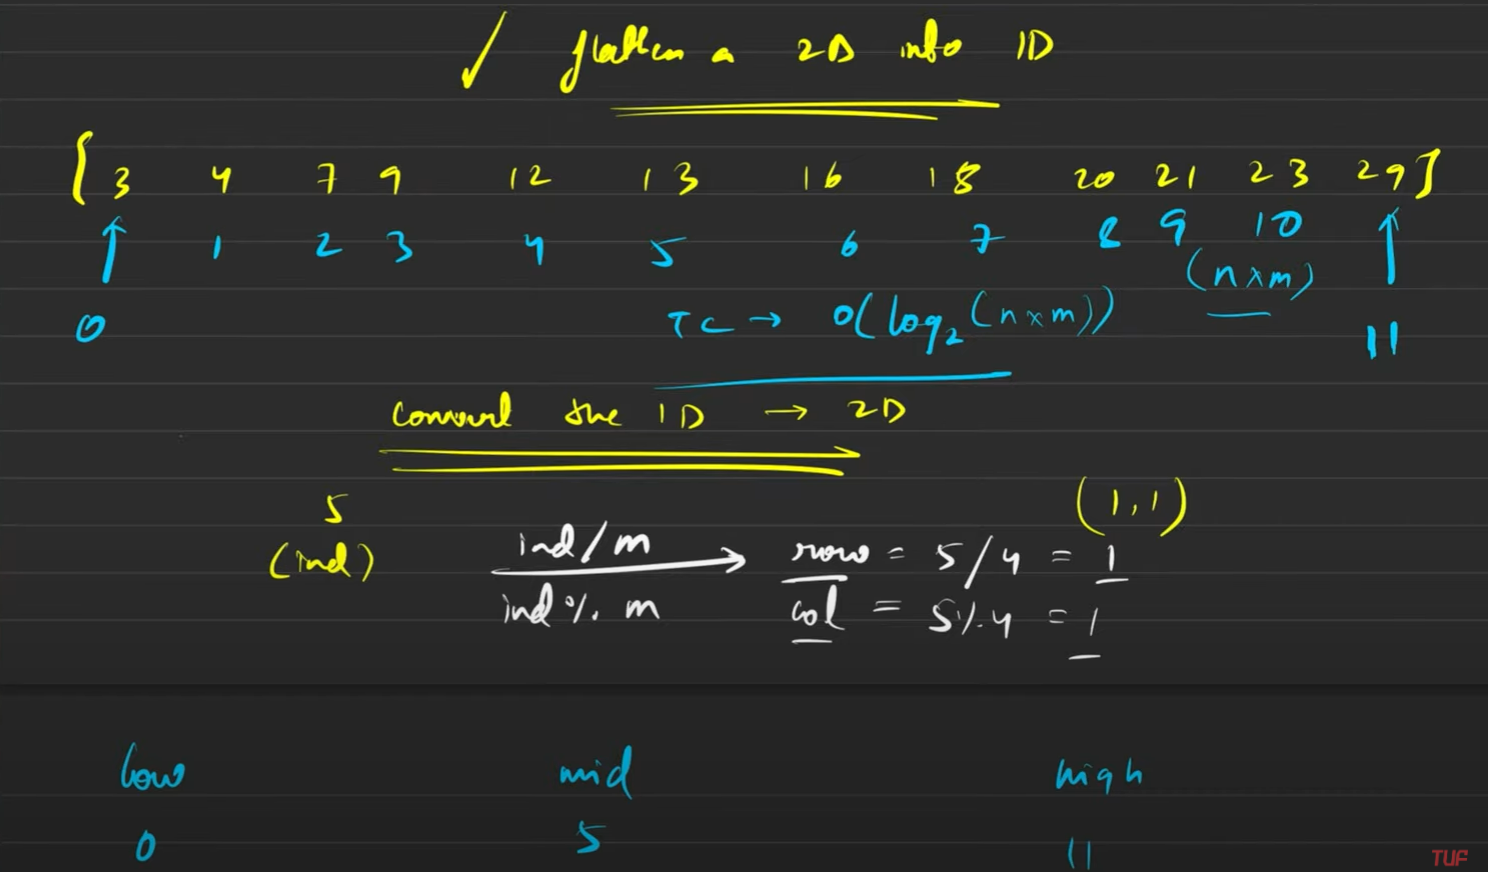 ✓ flatten a 2D into 1D
[ 3 4 7 9 12 13 16 18 20 21 23 29 ]
0 1 2 3 4 5 6 7 8 9 10 11
(n x m)
TC → O(log₂(n x m))
convert the 1D → 2D
5
(ind)
(1,1)
ind/m row = 5/4 = 1
ind % m col = 5 % 4 = 1
low mid high
0 5 11
TUF